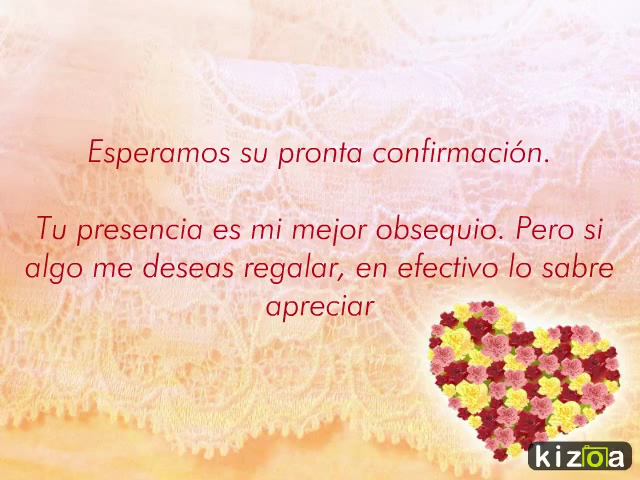 Esperamos su pronta confirmación.
Tu presencia es mi mejor obsequio. Pero si
algo me deseas regalar, en efectivo lo sabre
apreciar
kizoa